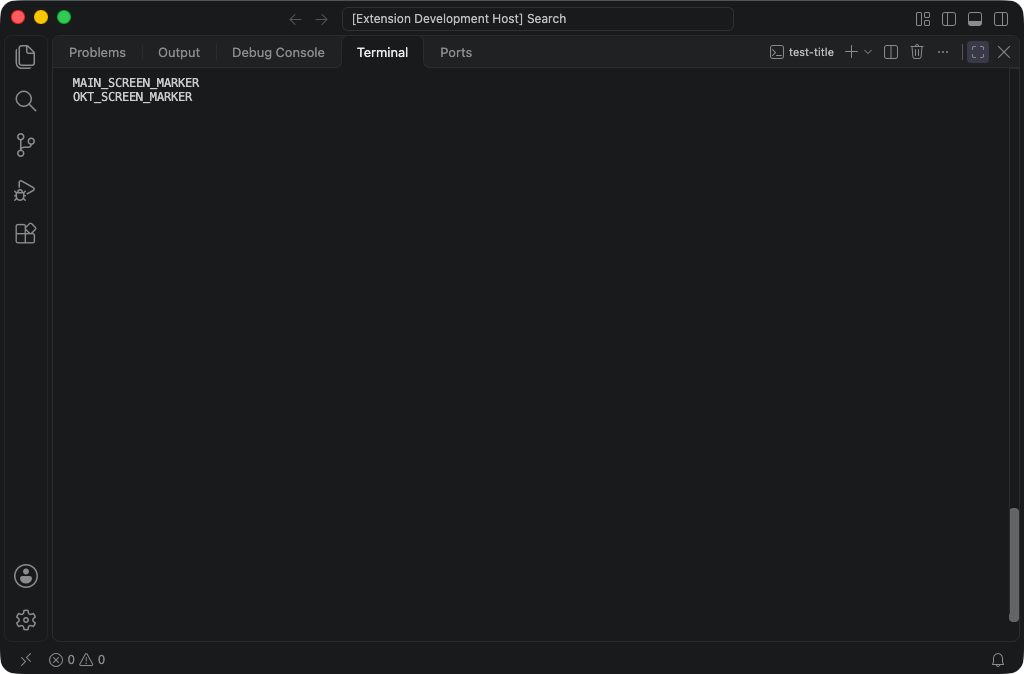 [Extension Development Host] Search
Problems Output Debug Console Terminal Ports test-title
MAIN_SCREEN_MARKER
OKT_SCREEN_MARKER
0 0